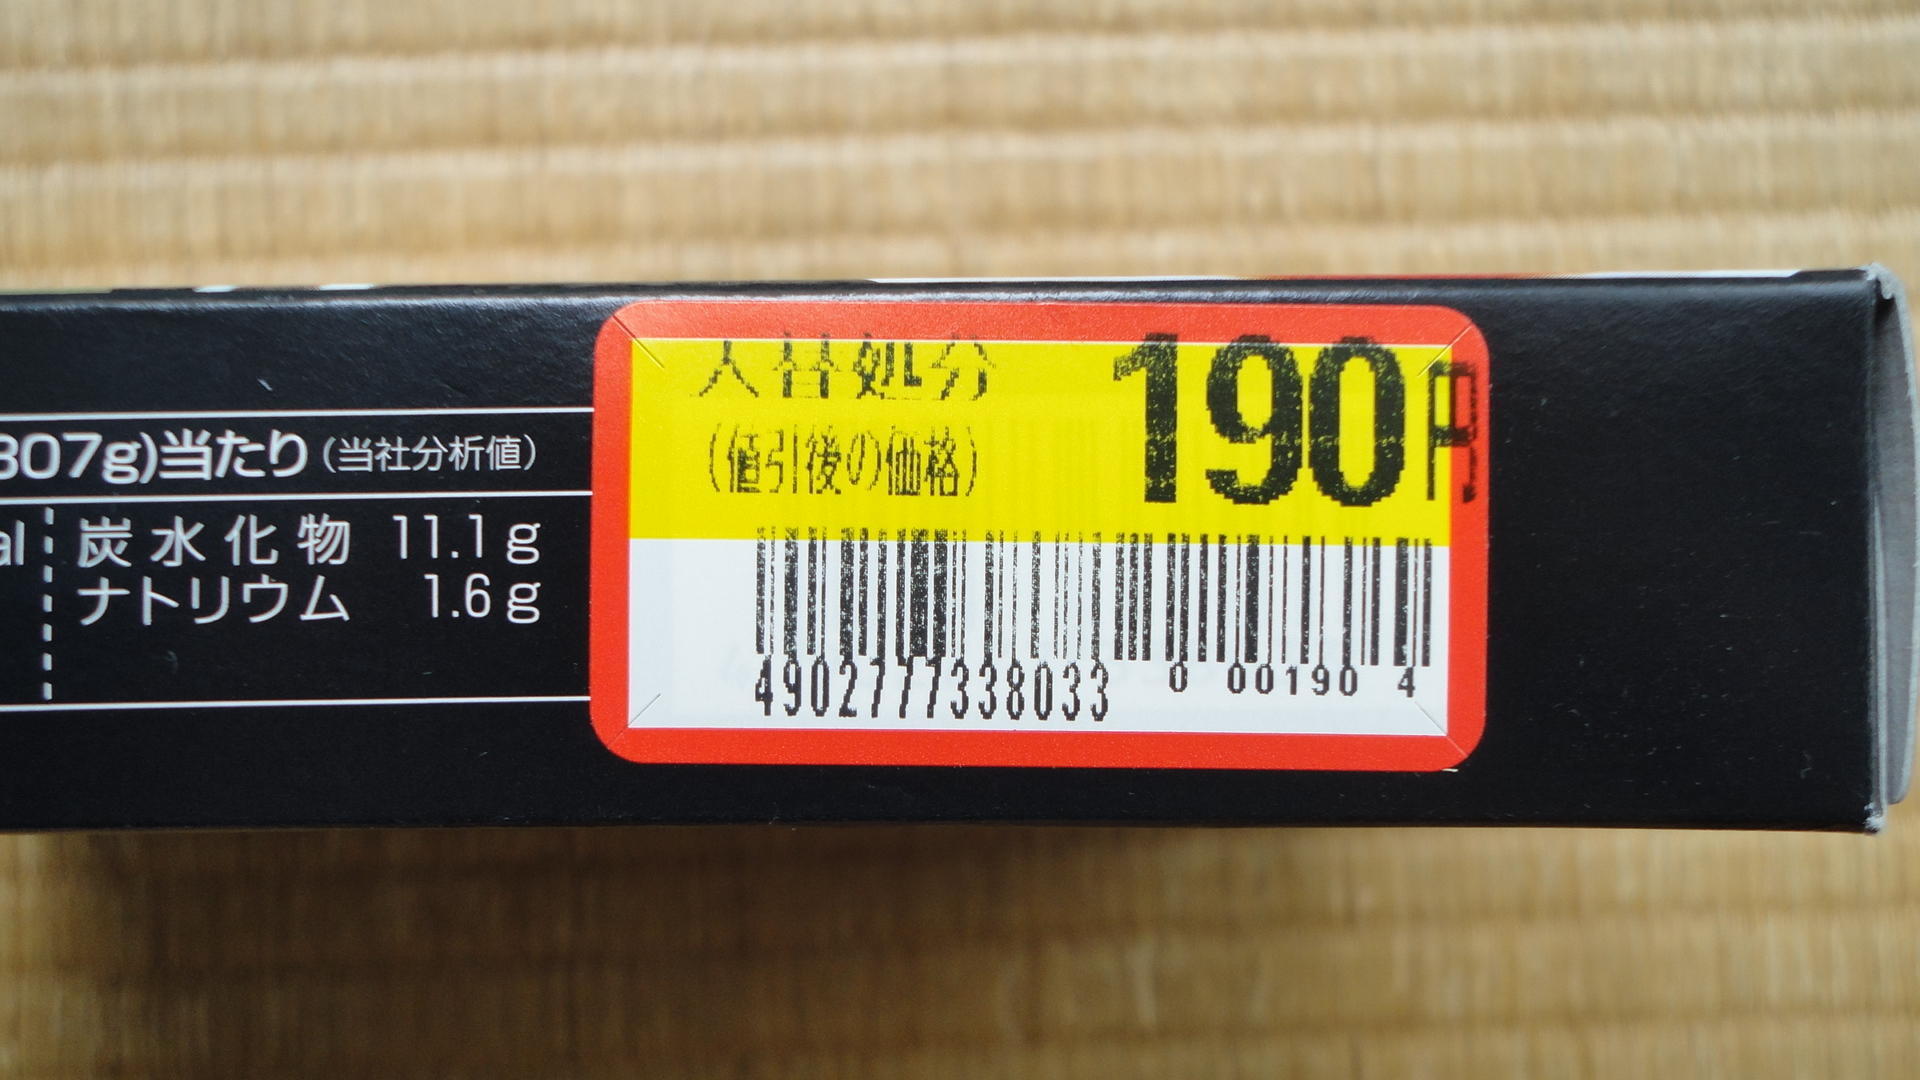 307g)当たり(当社分析値)
al
炭水化物 11.1g
ナトリウム 1.6g
入替処分
(値引後の価格)
190円
4902777338033
0 00190 4